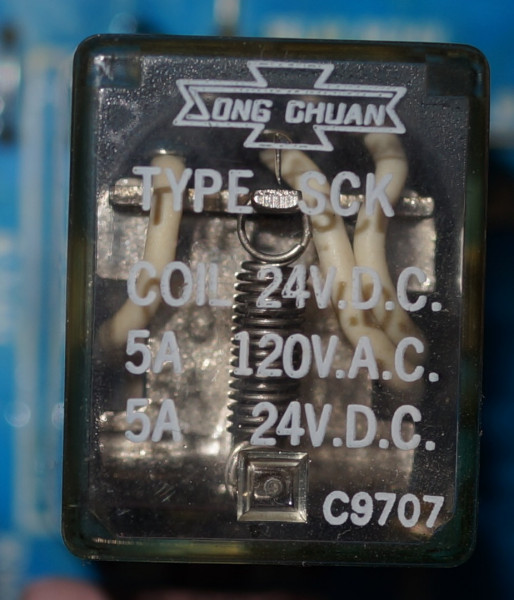 SONG CHUAN
TYPE SCK
COIL 24V.D.C.
5A 120V.A.C.
5A 24V.D.C.
C9707